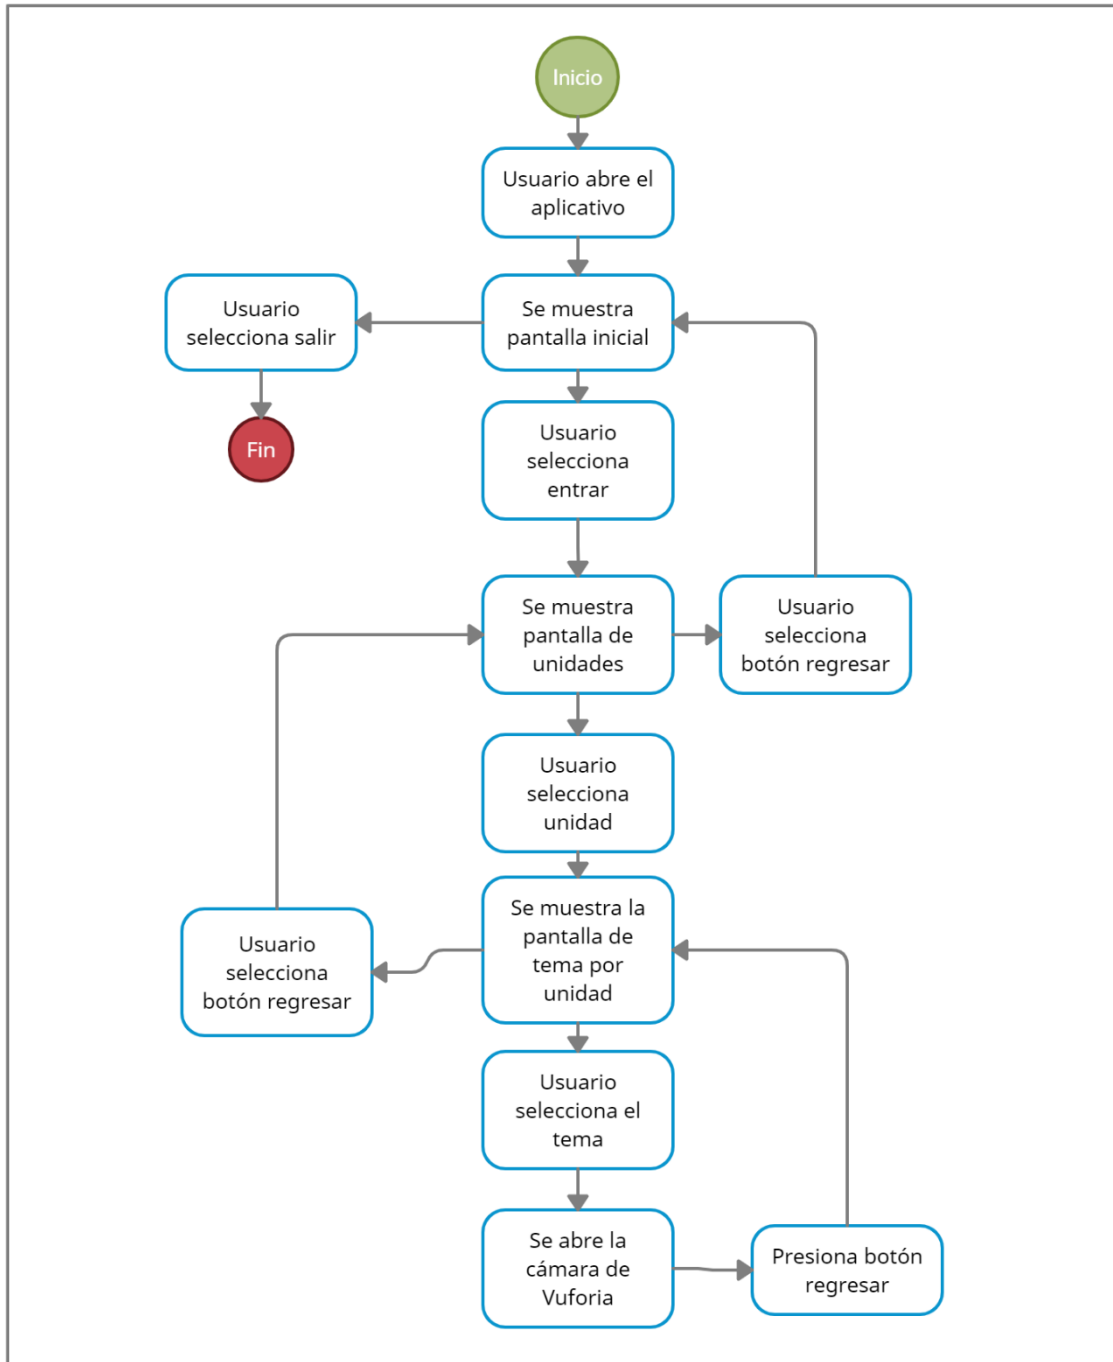 Inicio
Usuario abre el
aplicativo
Usuario
selecciona salir
Se muestra
pantalla inicial
Fin
Usuario
selecciona
entrar
Se muestra
pantalla de
unidades
Usuario
selecciona
botón regresar
Usuario
selecciona
unidad
Se muestra la
pantalla de
tema por
unidad
Usuario
selecciona
botón regresar
Usuario
selecciona el
tema
Se abre la
cámara de
Vuforia
Presiona botón
regresar